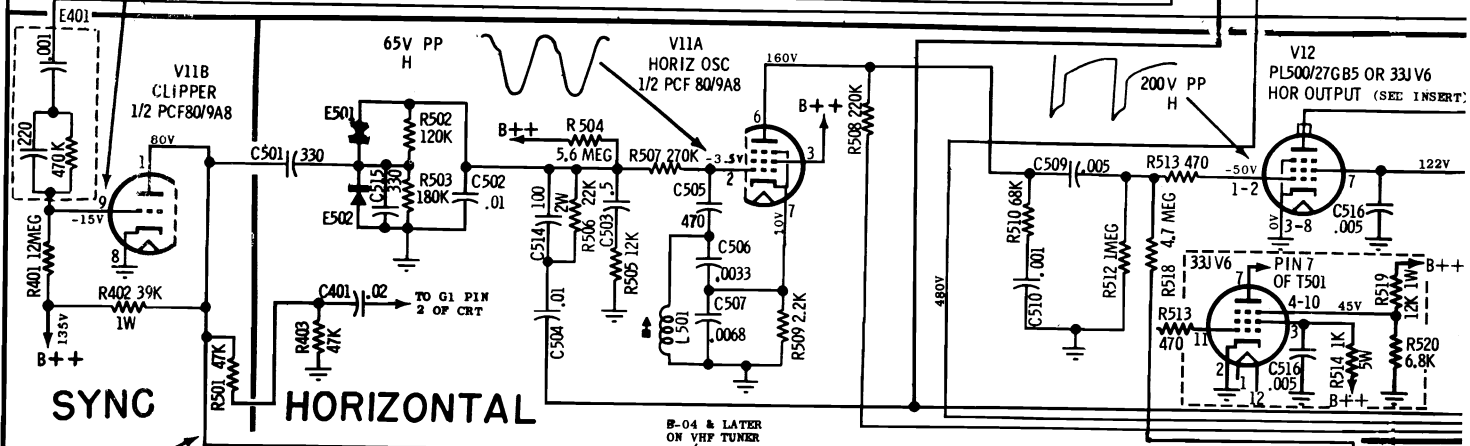 E401
.001
220
470 K
V11B
CLIPPER
1/2 PCF80/9A8
80V
1
9
-15V
8
R401 12MEG
R402 39K
1W
135V
B++
SYNC
R501 47K
C501
330
65V PP
H
E501
E502
R502
120K
C515
330
R503
180K
C502
.01
B++
R504
5.6 MEG
R507 270K
100
C514
2W
22K
R506
.5
C503
R505 12K
.01
C504
C401
.02
TO G1 PIN
2 OF CRT
R403
47K
HORIZONTAL
V11A
HORIZ OSC
1/2 PCF 80/9A8
160V
6
B++
3
2
7
10V
C505
470
C506
.0033
C507
.0068
L501
R509 2.2K
R508 220K
B-04 & LATER
ON VHF TUNER
480V
200V PP
H
C509
.005
R513 470
R510 68K
.001
C510
R512 1MEG
4.7 MEG
R518
V12
PL500/27GB5 OR 33JV6
HOR OUTPUT (SEE INSERT)
-50V
1-2
7
122V
0V
3-8
C516
.005
33JV6
PIN 7
OF T501
7
4-10
45V
B++
R519
12K 1W
R513
470
11
3
2
1
12
C516
.005
R514 1K
5W
B++
R520
6.8K